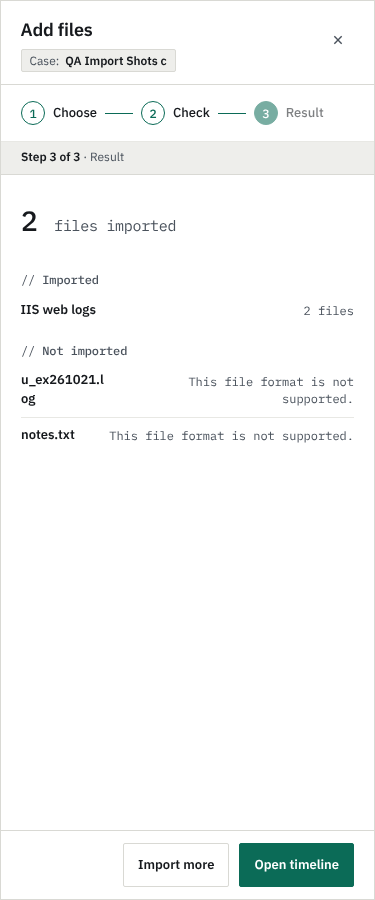 Add files
×
Case: QA Import Shots c
1 Choose 2 Check 3 Result
Step 3 of 3 · Result
2 files imported
// Imported
IIS web logs 2 files
// Not imported
u_ex261021.l This file format is not
og supported.
notes.txt This file format is not supported.
Import more Open timeline